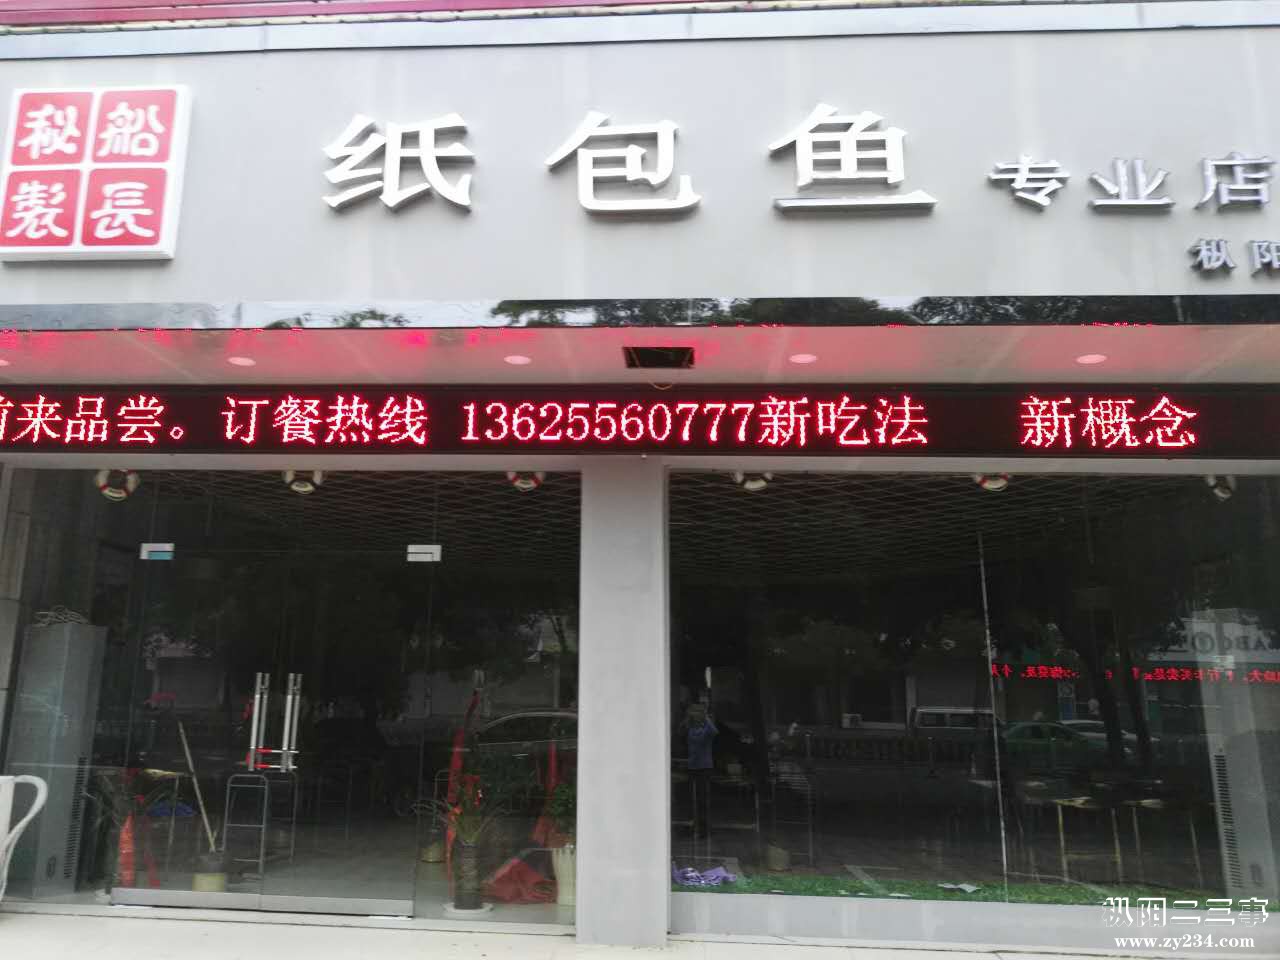 船長秘製
纸包鱼 专业店
枞阳
前来品尝。订餐热线 13625560777新吃法 新概念
枞阳二三事
www.zy234.com